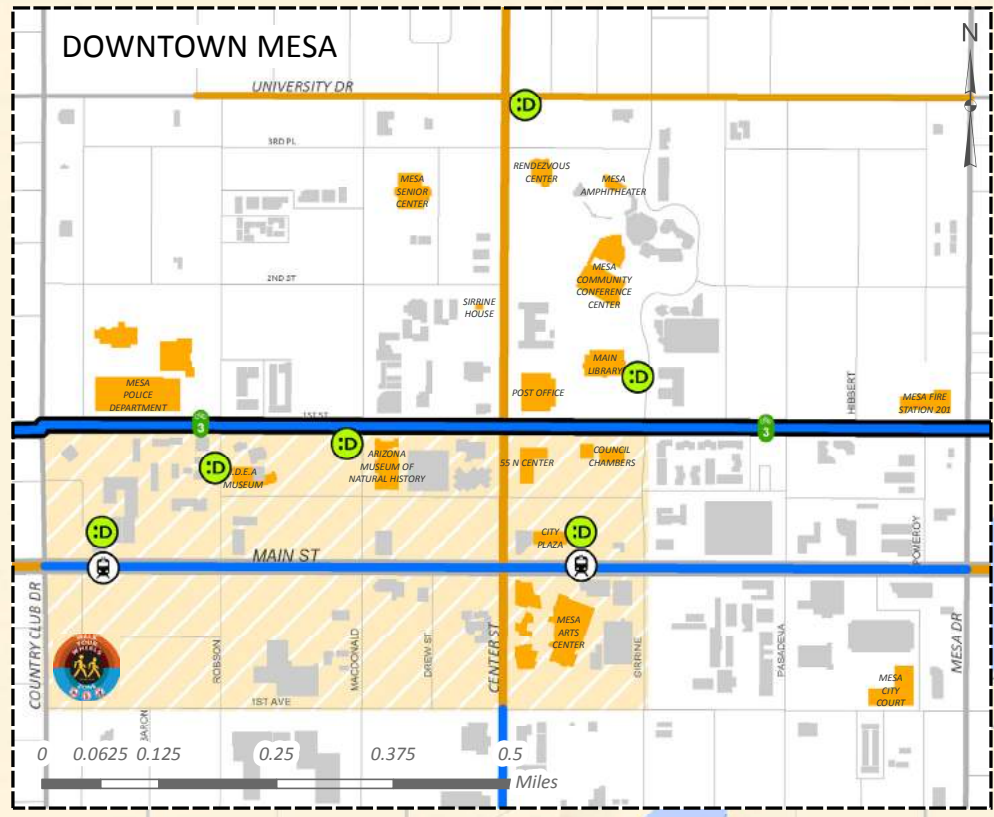 DOWNTOWN MESA
N
UNIVERSITY DR
:D
3RD PL
RENDEZVOUS
CENTER
MESA
SENIOR
CENTER
MESA
AMPHITHEATER
2ND ST
MESA
COMMUNITY
CONFERENCE
CENTER
SIRRINE
HOUSE
MAIN
LIBRARY
:D
MESA
POLICE
DEPARTMENT
POST OFFICE
HIBBERT
MESA FIRE
STATION 201
1ST ST
3
3
:D
:D
I.D.E.A
MUSEUM
ARIZONA
MUSEUM OF
NATURAL HISTORY
55 N CENTER
COUNCIL
CHAMBERS
:D
CITY
PLAZA
:D
POMEROY
MAIN ST
COUNTRY CLUB DR
WALK
YOUR
WHEELS
ZONE
ROBSON
MACDONALD
DREW ST
CENTER ST
MESA
ARTS
CENTER
SIRRINE
PASADENA
MESA DR
MESA
CITY
COURT
1ST AVE
0 0.0625 0.125 0.25 0.375 0.5
Miles